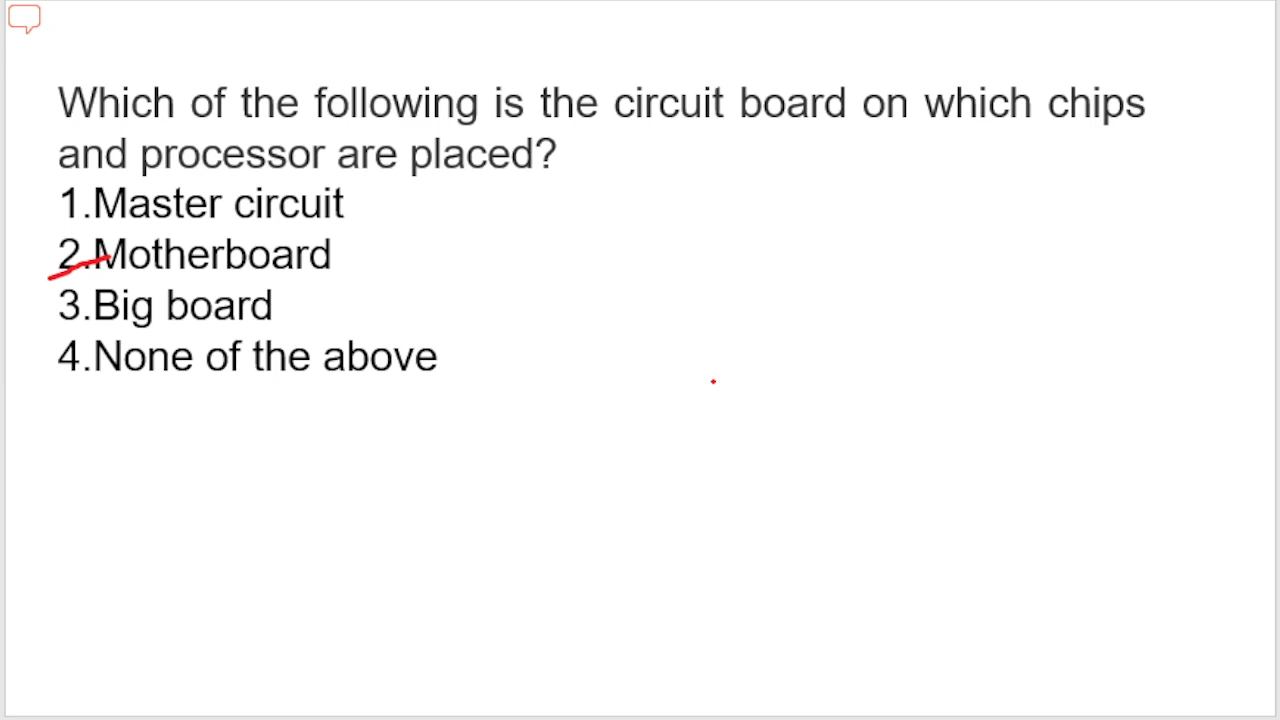 Which of the following is the circuit board on which chips
and processor are placed?
1.Master circuit
2.Motherboard
3.Big board
4.None of the above